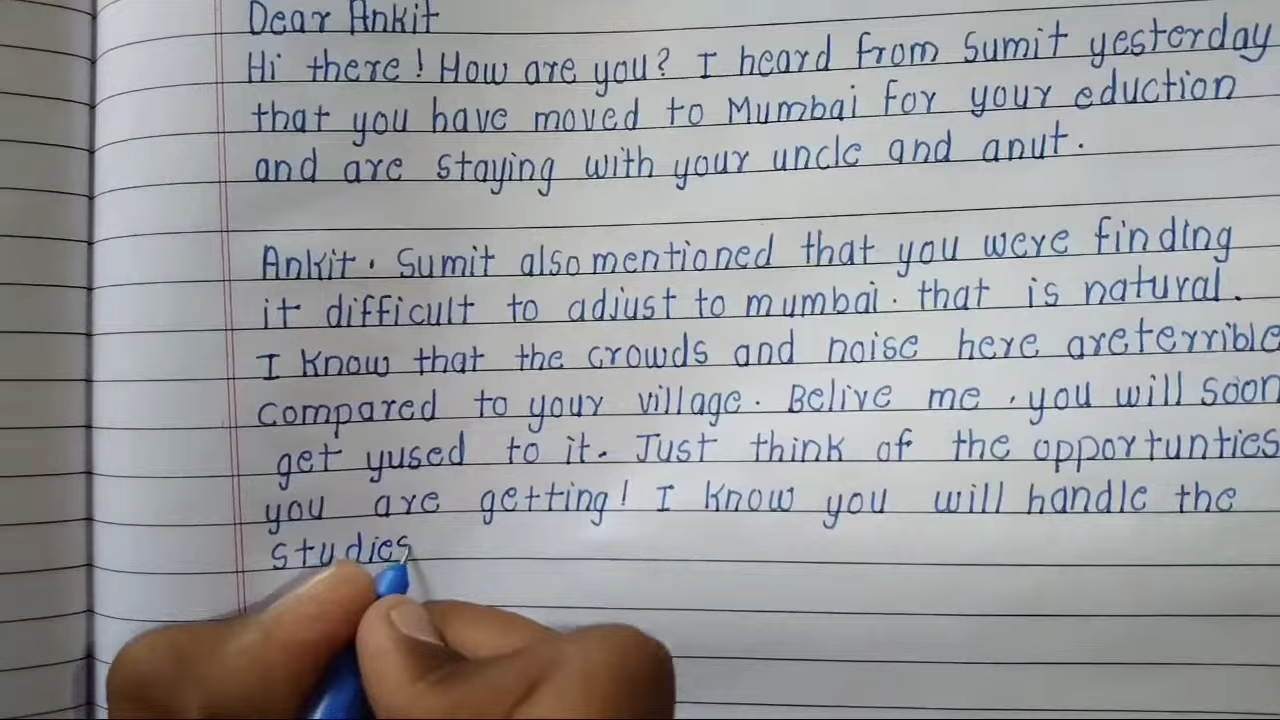 Dear Ankit
Hi there! How are you? I heard from Sumit yesterday
that you have moved to Mumbai for your eduction
and are staying with your uncle and anut.
Ankit. Sumit also mentioned that you were finding
it difficult to adjust to mumbai. that is natural.
I know that the crowds and noise here are terrible
compared to your village. Belive me, you will soon
get yused to it. Just think of the opportunties
you are getting! I know you will handle the
studies